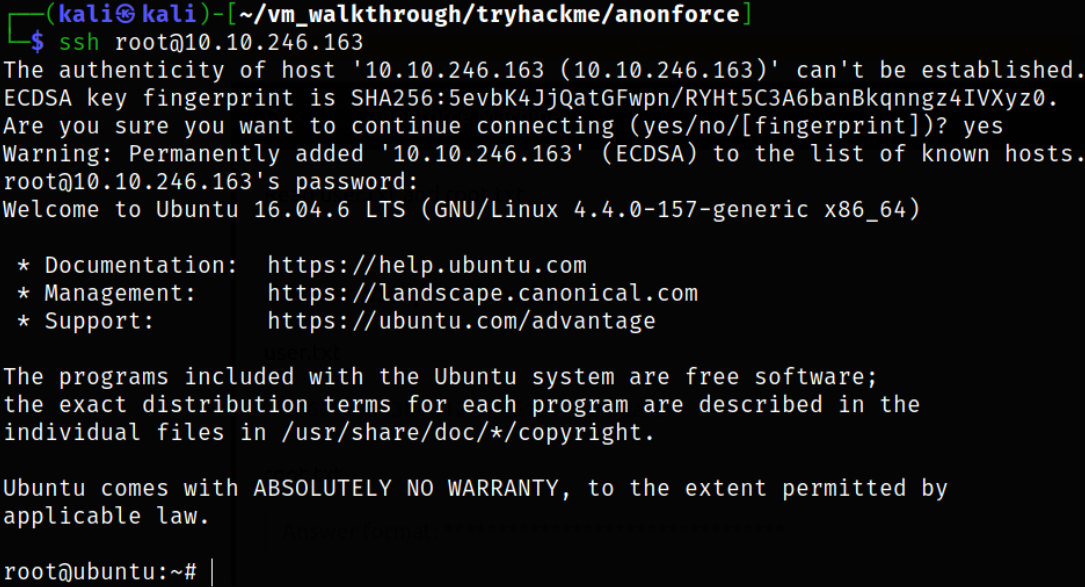 ┌──(kali㉿kali)-[~/vm_walkthrough/tryhackme/anonforce]
└─$ ssh root@10.10.246.163
The authenticity of host '10.10.246.163 (10.10.246.163)' can't be established.
ECDSA key fingerprint is SHA256:5evbK4JjQatGFwpn/RYHt5C3A6banBkqnngz4IVXyz0.
Are you sure you want to continue connecting (yes/no/[fingerprint])? yes
Warning: Permanently added '10.10.246.163' (ECDSA) to the list of known hosts.
root@10.10.246.163's password:
Welcome to Ubuntu 16.04.6 LTS (GNU/Linux 4.4.0-157-generic x86_64)
* Documentation: https://help.ubuntu.com
* Management: https://landscape.canonical.com
* Support: https://ubuntu.com/advantage
user.txt
The programs included with the Ubuntu system are free software;
the exact distribution terms for each program are described in the
individual files in /usr/share/doc/*/copyright.
root.txt
Ubuntu comes with ABSOLUTELY NO WARRANTY, to the extent permitted by
applicable law.
root@ubuntu:~#